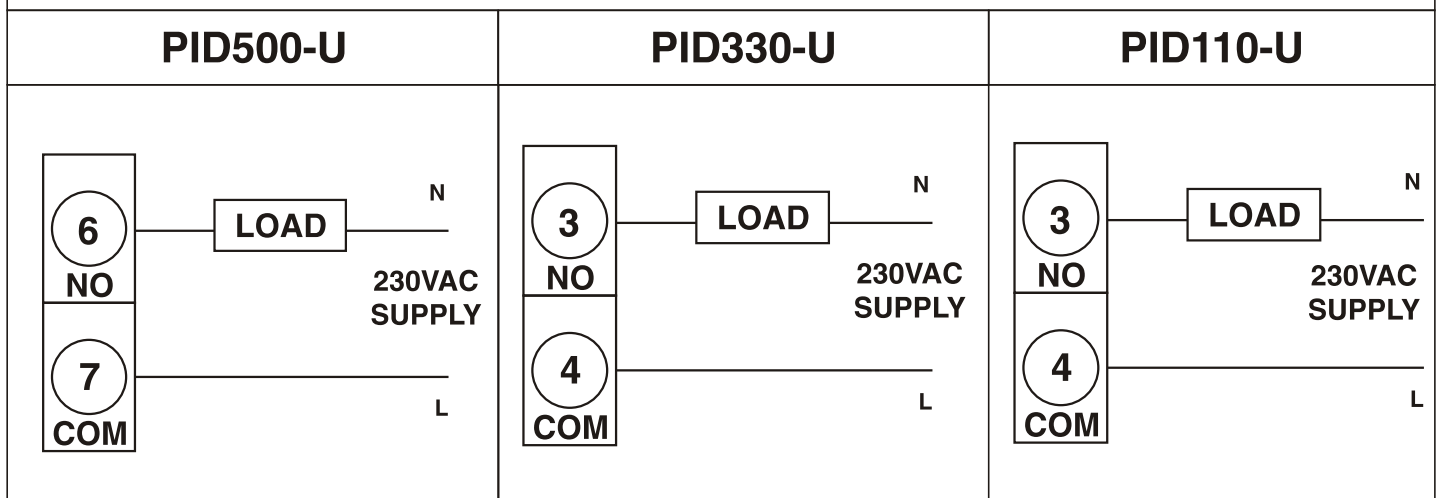 PID500-U
PID330-U
PID110-U
6
NO
7
COM
LOAD
N
230VAC
SUPPLY
L
3
NO
4
COM
LOAD
N
230VAC
SUPPLY
L
3
NO
4
COM
LOAD
N
230VAC
SUPPLY
L